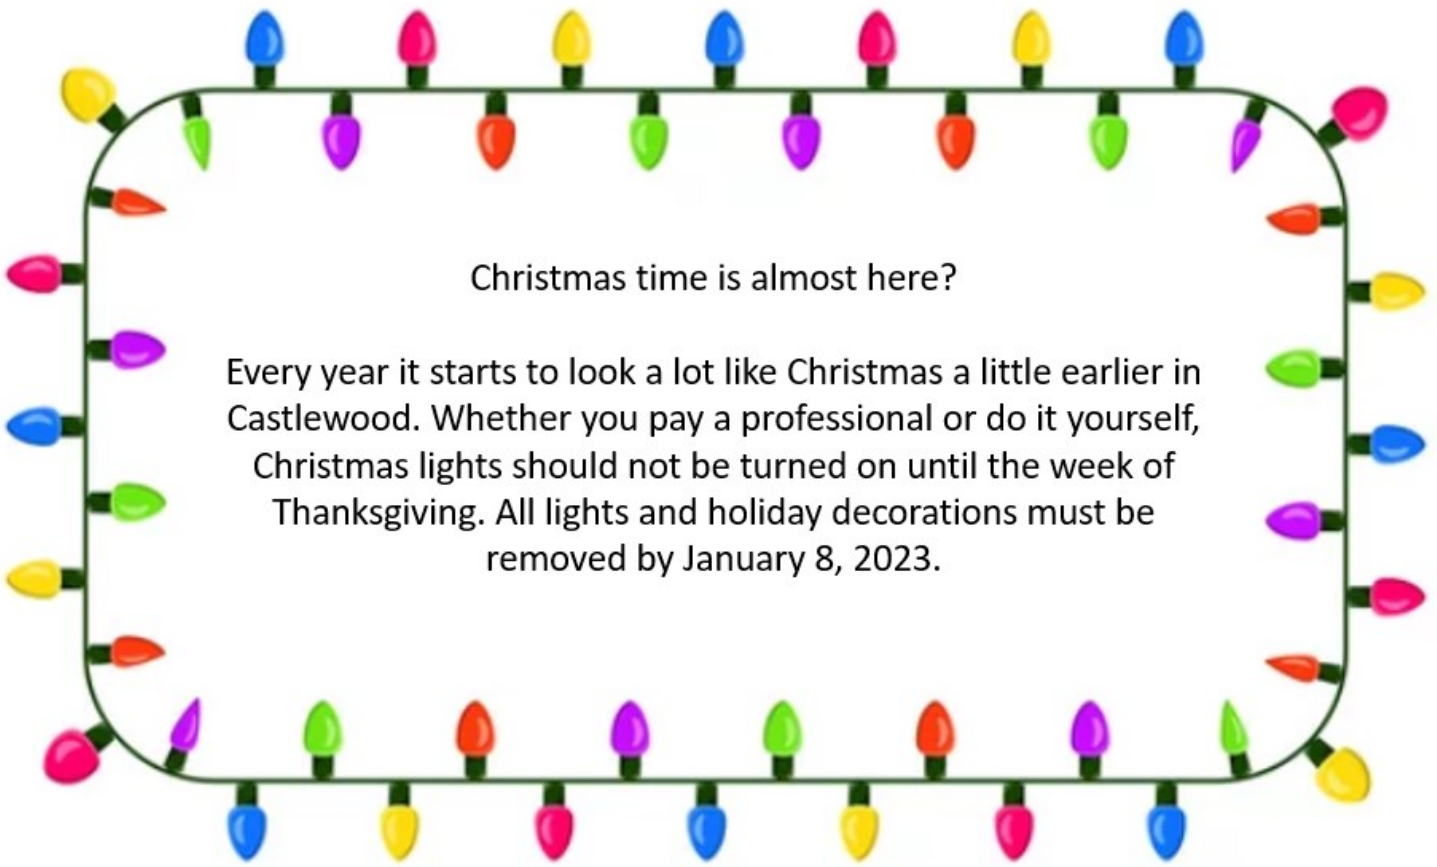 Christmas time is almost here?
Every year it starts to look a lot like Christmas a little earlier in
Castlewood. Whether you pay a professional or do it yourself,
Christmas lights should not be turned on until the week of
Thanksgiving. All lights and holiday decorations must be
removed by January 8, 2023.